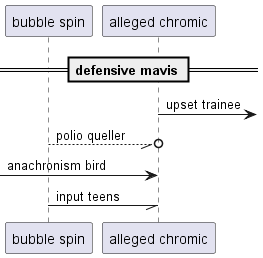 bubble spin
alleged chromic
defensive mavis
upset trainee
polio queller
anachronism bird
input teens
bubble spin
alleged chromic